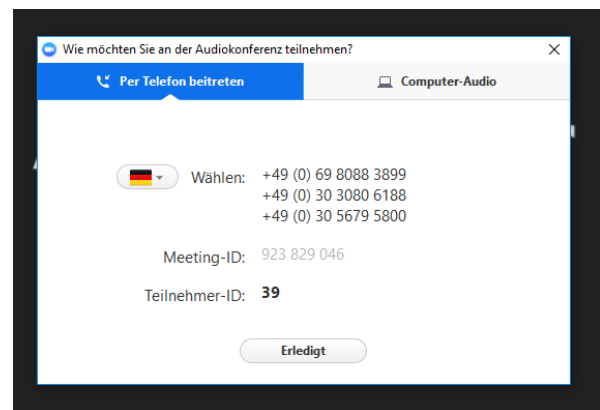 Wie möchten Sie an der Audiokonferenz teilnehmen?
Per Telefon beitreten
Computer-Audio
Wählen: +49 (0) 69 8088 3899
+49 (0) 30 3080 6188
+49 (0) 30 5679 5800
Meeting-ID: 923 829 046
Teilnehmer-ID: 39
Erledigt